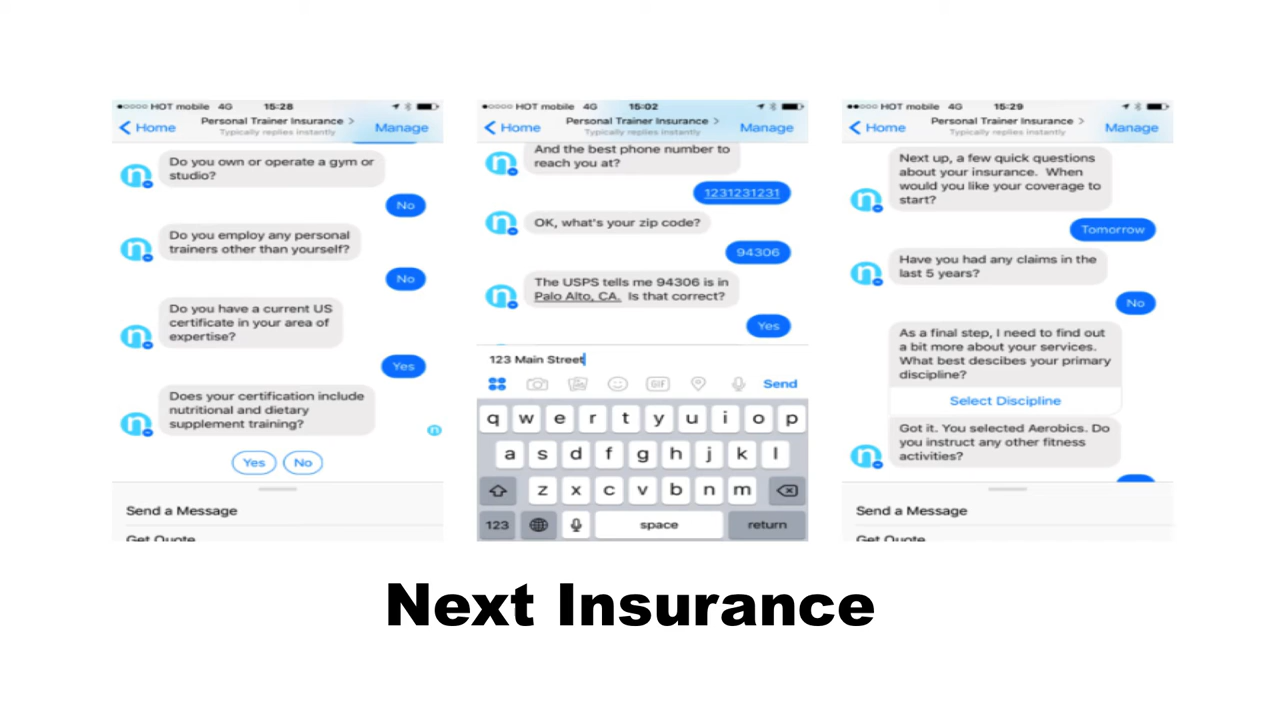 HOT mobile 4G 15:28
Home
Personal Trainer Insurance
Typically replies instantly
Manage
Do you own or operate a gym or
studio?
No
Do you employ any personal
trainers other than yourself?
No
Do you have a current US
certificate in your area of
expertise?
Yes
Does your certification include
nutritional and dietary
supplement training?
n
Yes No
Send a Message
Get Quote
HOT mobile 4G 15:02
Home
Personal Trainer Insurance
Typically replies instantly
Manage
And the best phone number to
reach you at?
1231231231
OK, what's your zip code?
94306
The USPS tells me 94306 is in
Palo Alto, CA. Is that correct?
Yes
123 Main Street
GIF Send
q w e r t y u i o p
a s d f g h j k l
z x c v b n m
123 space return
HOT mobile 4G 15:29
Home
Personal Trainer Insurance
Typically replies instantly
Manage
Next up, a few quick questions
about your insurance. When
would you like your coverage to
start?
Tomorrow
Have you had any claims in the
last 5 years?
No
As a final step, I need to find out
a bit more about your services.
What best descibes your primary
discipline?
Select Discipline
Got it. You selected Aerobics. Do
you instruct any other fitness
activities?
Send a Message
Get Quote
Next Insurance